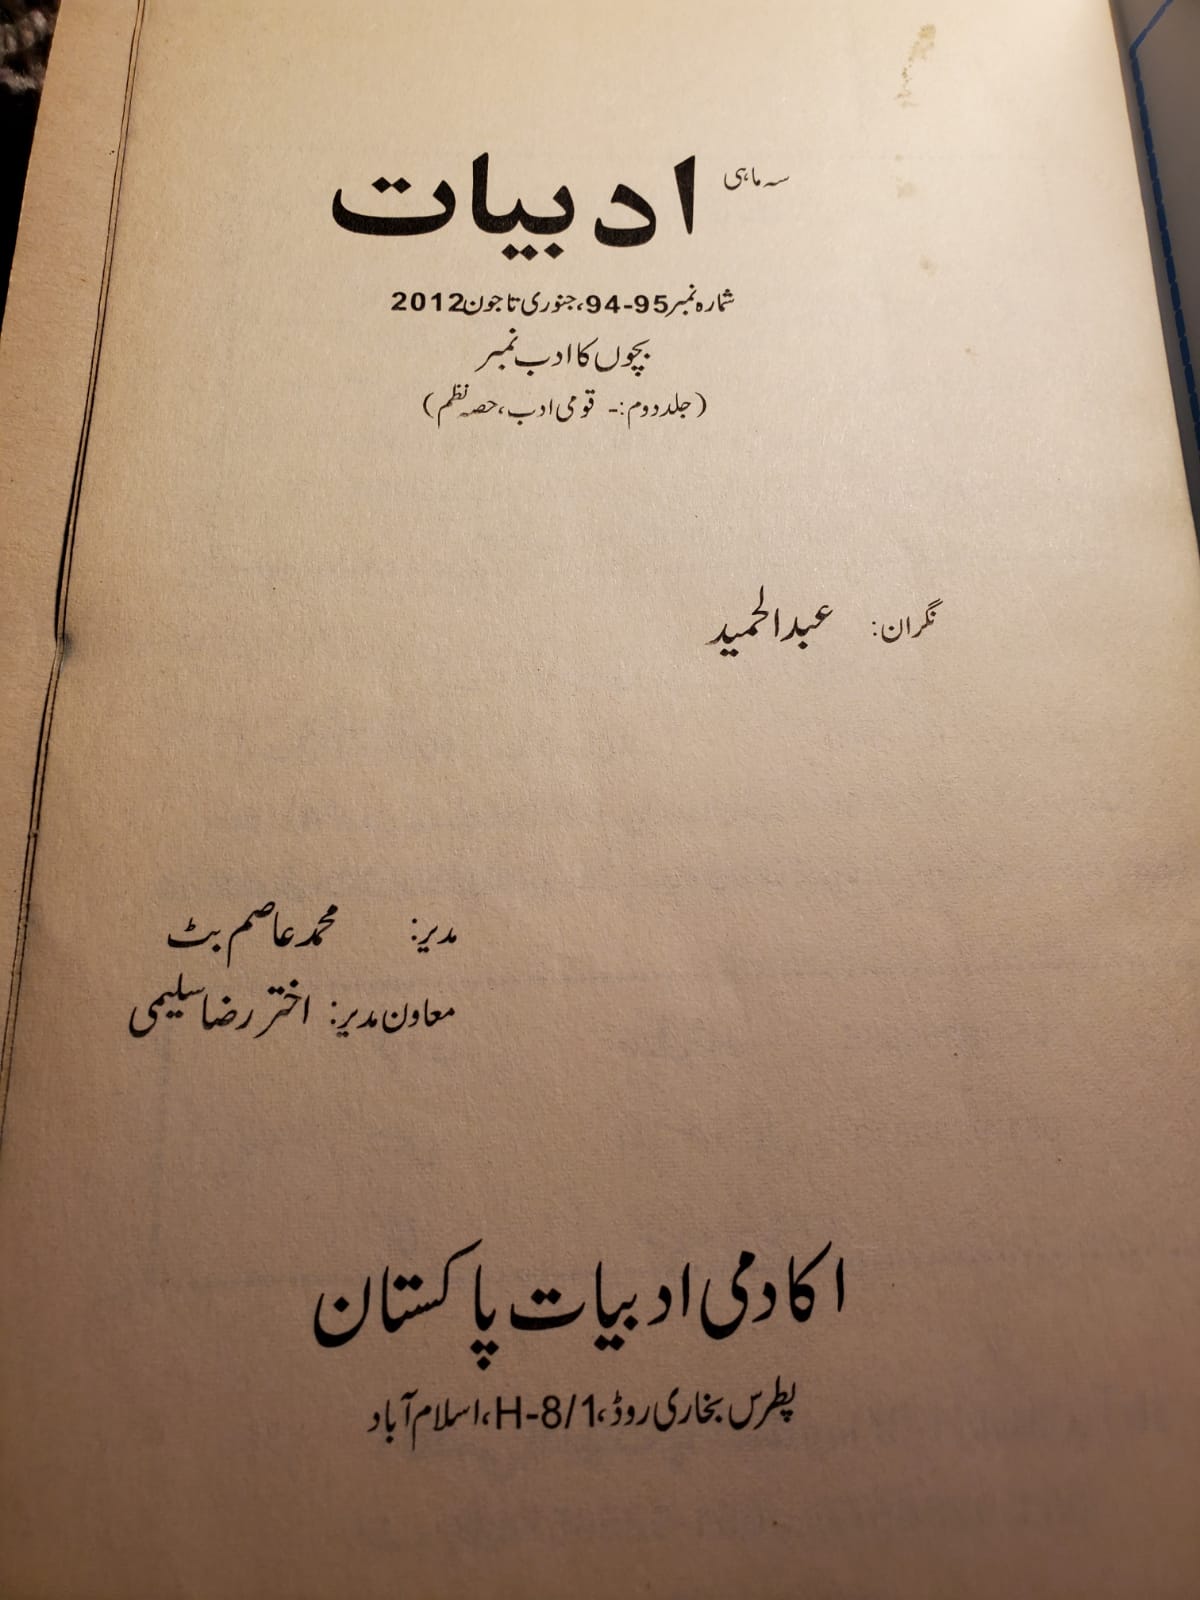 سہ ماہی
ادبیات
شمارہ نمبر 94-95، جنوری تا جون 2012
بچوں کا ادب نمبر
(جلد دوم:- قومی ادب، حصہ نظم)
نگران: عبدالحمید
مدیر: محمد عاصم بٹ
معاون مدیر: اختر رضا سلیمی
اکادمی ادبیات پاکستان
پطرس بخاری روڈ، H-8/1، اسلام آباد